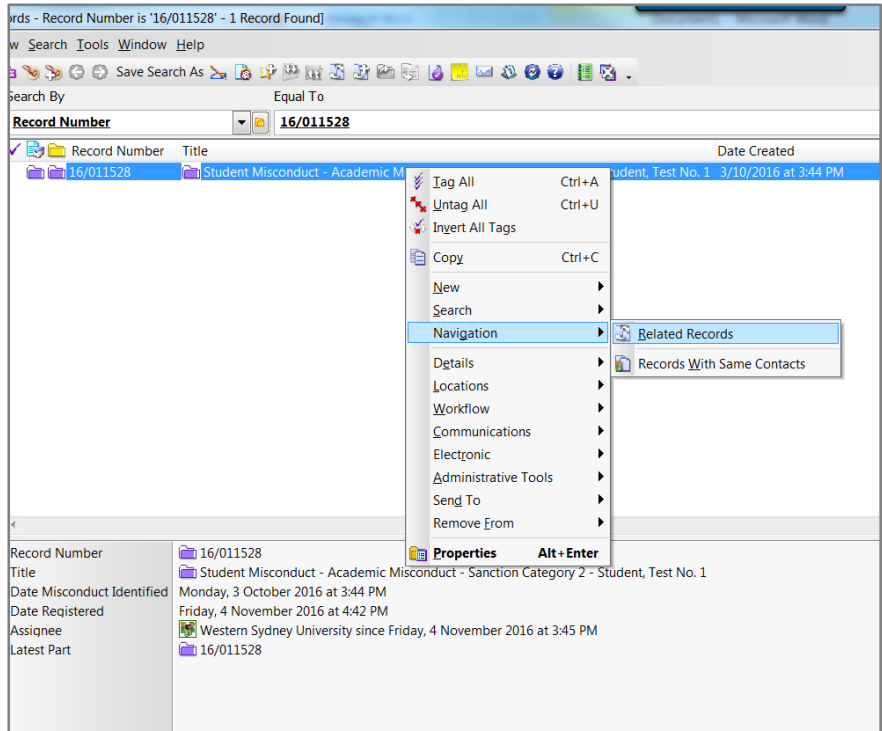 rds - Record Number is '16/011528' - 1 Record Found]
w Search Tools Window Help
Save Search As
Search By Equal To
Record Number 16/011528
Record Number Title Date Created
16/011528 Student Misconduct - Academic M udent, Test No. 1 3/10/2016 at 3:44 PM
Tag All Ctrl+A
Untag All Ctrl+U
Invert All Tags
Copy Ctrl+C
New
Search
Navigation
Related Records
Records With Same Contacts
Details
Locations
Workflow
Communications
Electronic
Administrative Tools
Send To
Remove From
Properties Alt+Enter
Record Number 16/011528
Title Student Misconduct - Academic Misconduct - Sanction Category 2 - Student, Test No. 1
Date Misconduct Identified Monday, 3 October 2016 at 3:44 PM
Date Registered Friday, 4 November 2016 at 4:42 PM
Assignee Western Sydney University since Friday, 4 November 2016 at 3:45 PM
Latest Part 16/011528